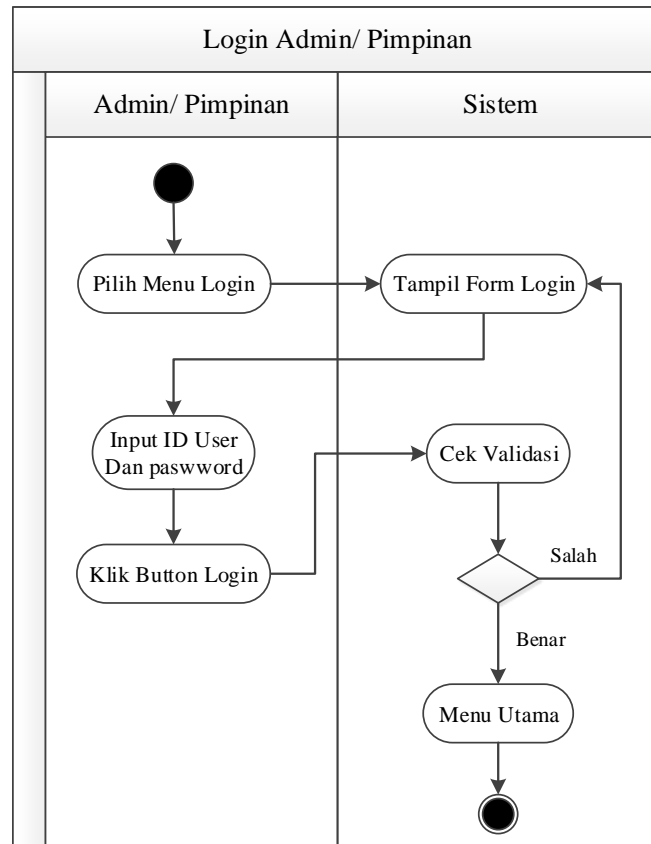 Login Admin/ Pimpinan
Admin/ Pimpinan
Sistem
Pilih Menu Login
Tampil Form Login
Input ID User
Dan paswword
Cek Validasi
Klik Button Login
Salah
Benar
Menu Utama